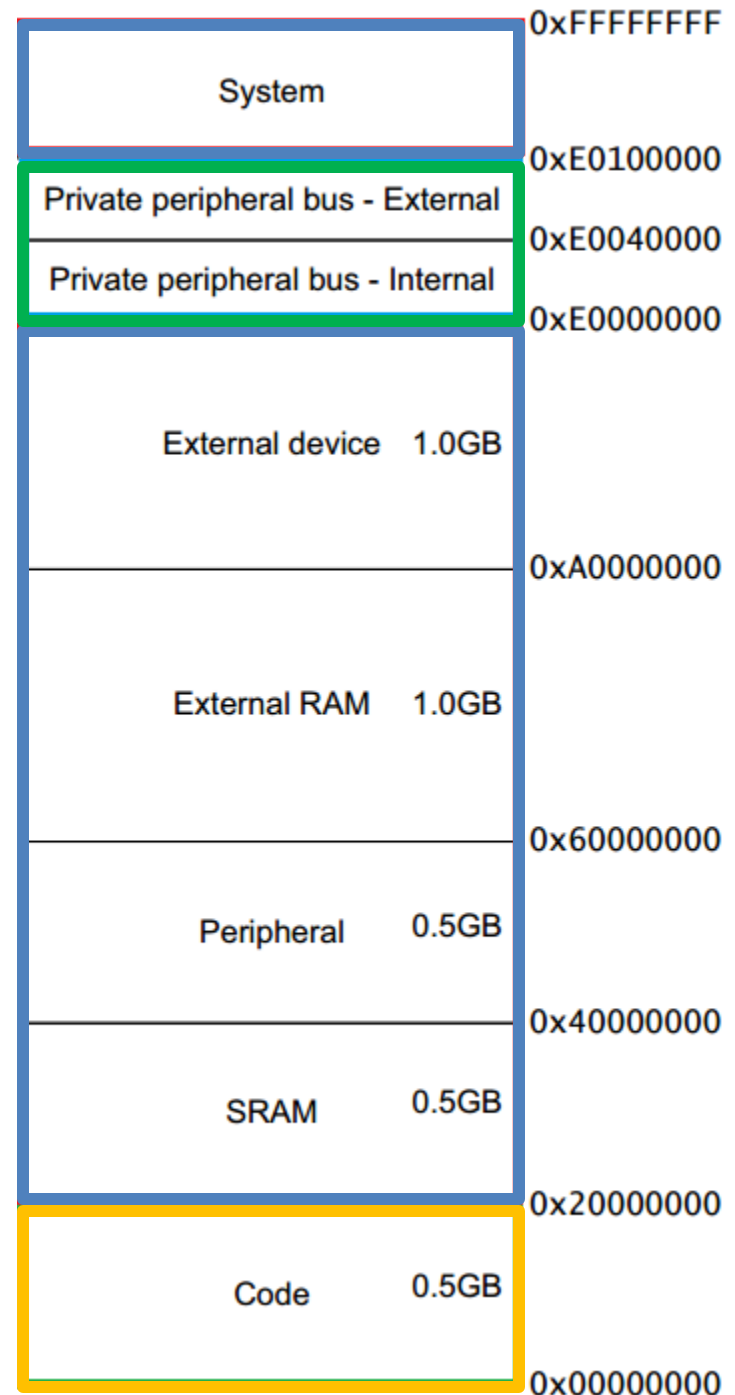 0xFFFFFFFF
System
0xE0100000
Private peripheral bus - External
0xE0040000
Private peripheral bus - Internal
0xE0000000
External device 1.0GB
0xA0000000
External RAM 1.0GB
0x60000000
Peripheral 0.5GB
0x40000000
SRAM 0.5GB
0x20000000
Code 0.5GB
0x00000000